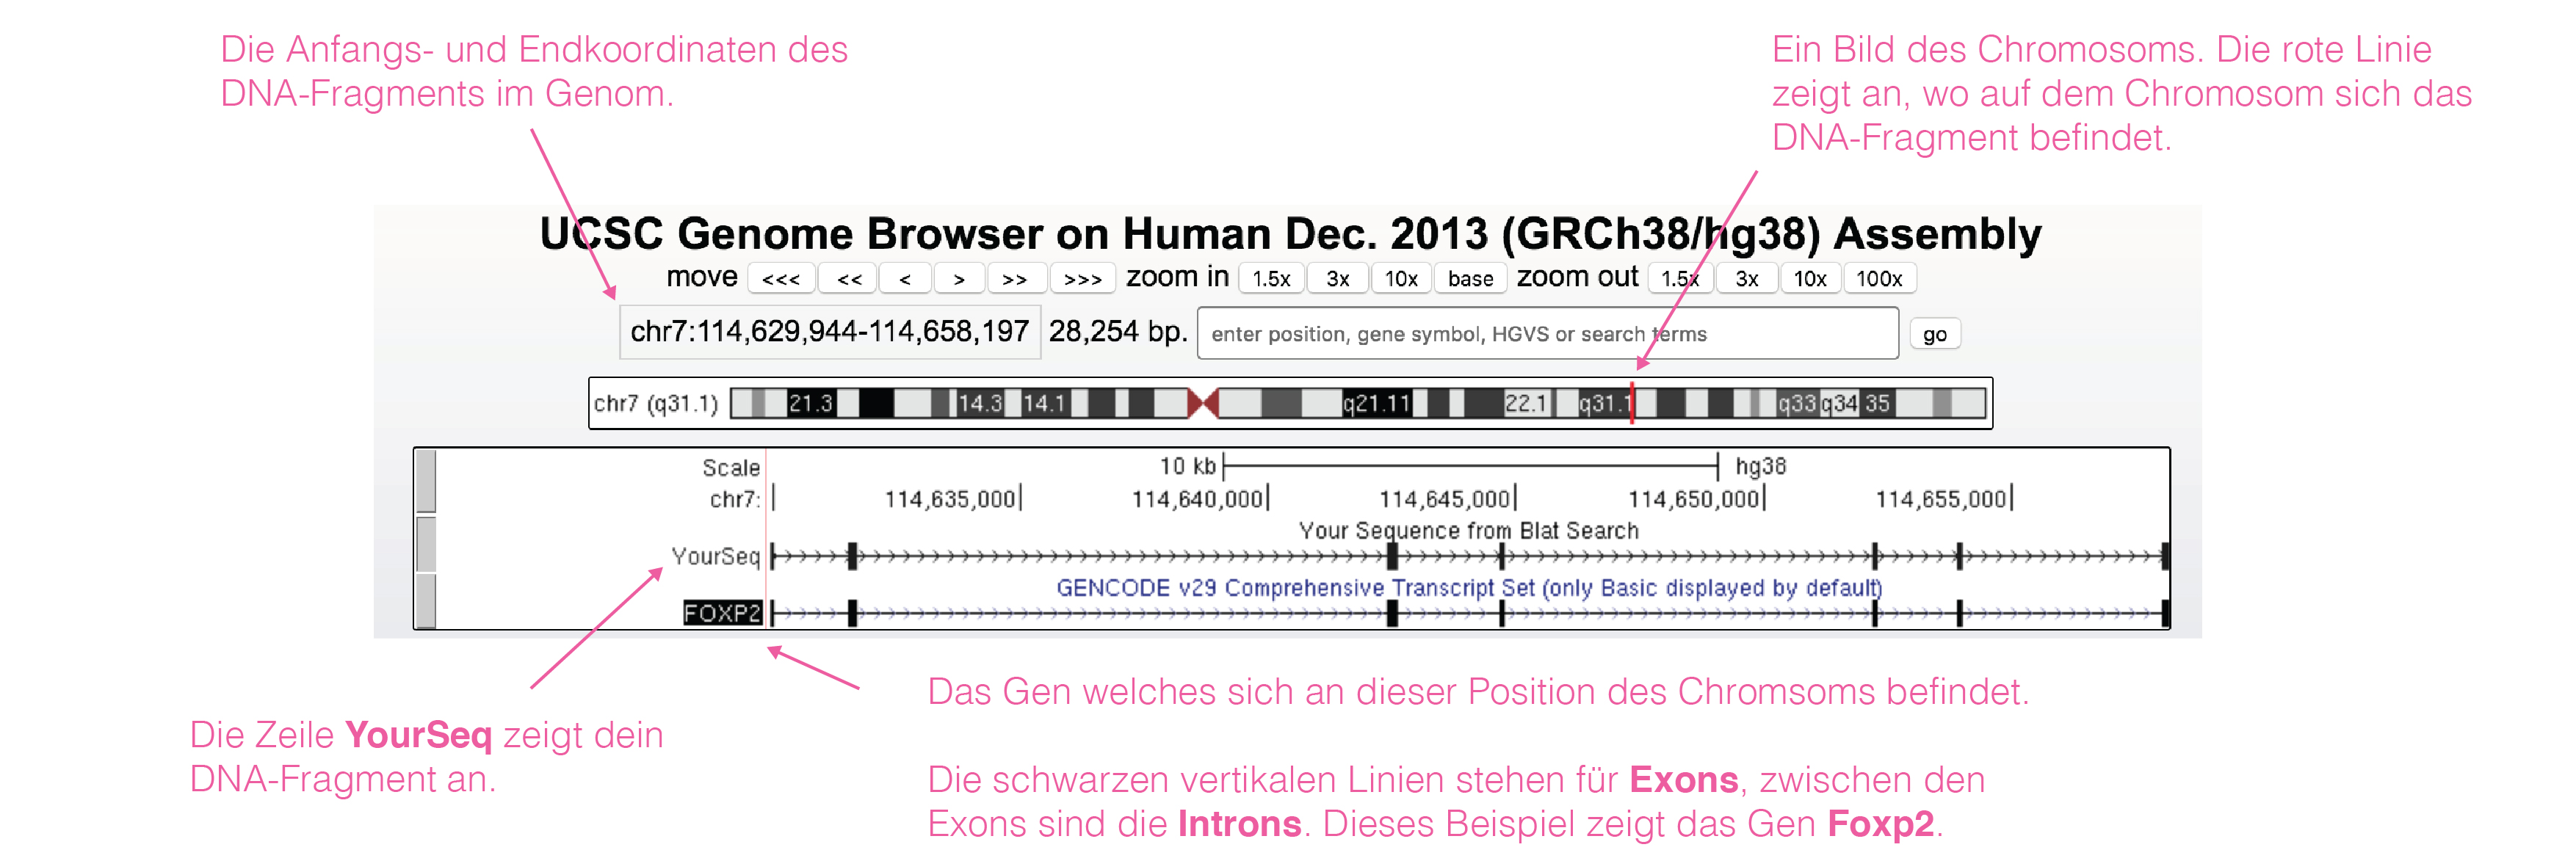 Die Anfangs- und Endkoordinaten des
DNA-Fragments im Genom.
Ein Bild des Chromosoms. Die rote Linie
zeigt an, wo auf dem Chromosom sich das
DNA-Fragment befindet.
UCSC Genome Browser on Human Dec. 2013 (GRCh38/hg38) Assembly
move <<< << < > >> >>> zoom in 1.5x 3x 10x base zoom out 1.5x 3x 10x 100x
chr7:114,629,944-114,658,197 28,254 bp. enter position, gene symbol, HGVS or search terms go
chr7 (q31.1) 21.3 14.3 14.1 q21.11 22.1 q31.1 q33 q34 35
Scale 10 kb hg38
chr7: 114,635,000 114,640,000 114,645,000 114,650,000 114,655,000
Your Sequence from Blat Search
YourSeq
GENCODE v29 Comprehensive Transcript Set (only Basic displayed by default)
FOXP2
Das Gen welches sich an dieser Position des Chromsoms befindet.
Die Zeile YourSeq zeigt dein
DNA-Fragment an.
Die schwarzen vertikalen Linien stehen für Exons, zwischen den
Exons sind die Introns. Dieses Beispiel zeigt das Gen Foxp2.